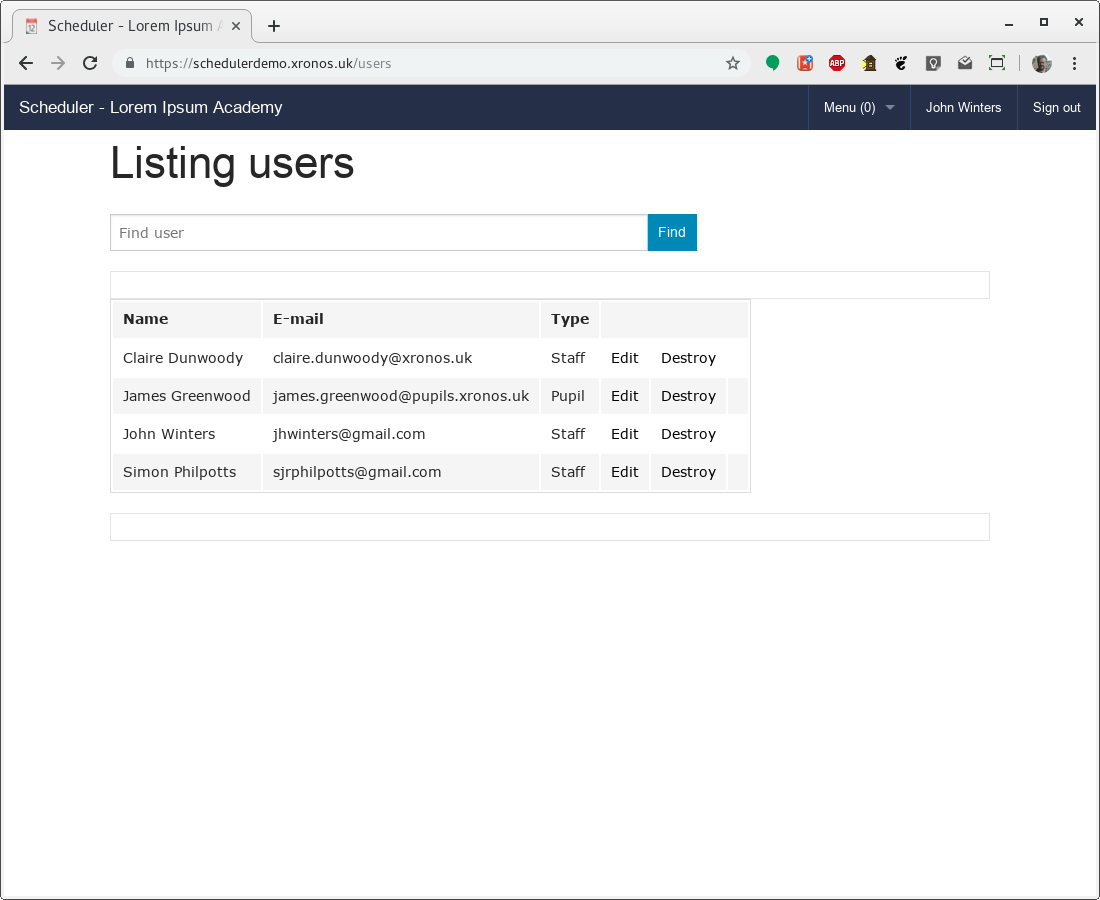 Scheduler - Lorem Ipsum
https://schedulerdemo.xronos.uk/users
ABP
Scheduler - Lorem Ipsum Academy Menu (0) John Winters Sign out
Listing users
Find user Find
Name E-mail Type
Claire Dunwoody claire.dunwoody@xronos.uk Staff Edit Destroy
James Greenwood james.greenwood@pupils.xronos.uk Pupil Edit Destroy
John Winters jhwinters@gmail.com Staff Edit Destroy
Simon Philpotts sjrphilpotts@gmail.com Staff Edit Destroy